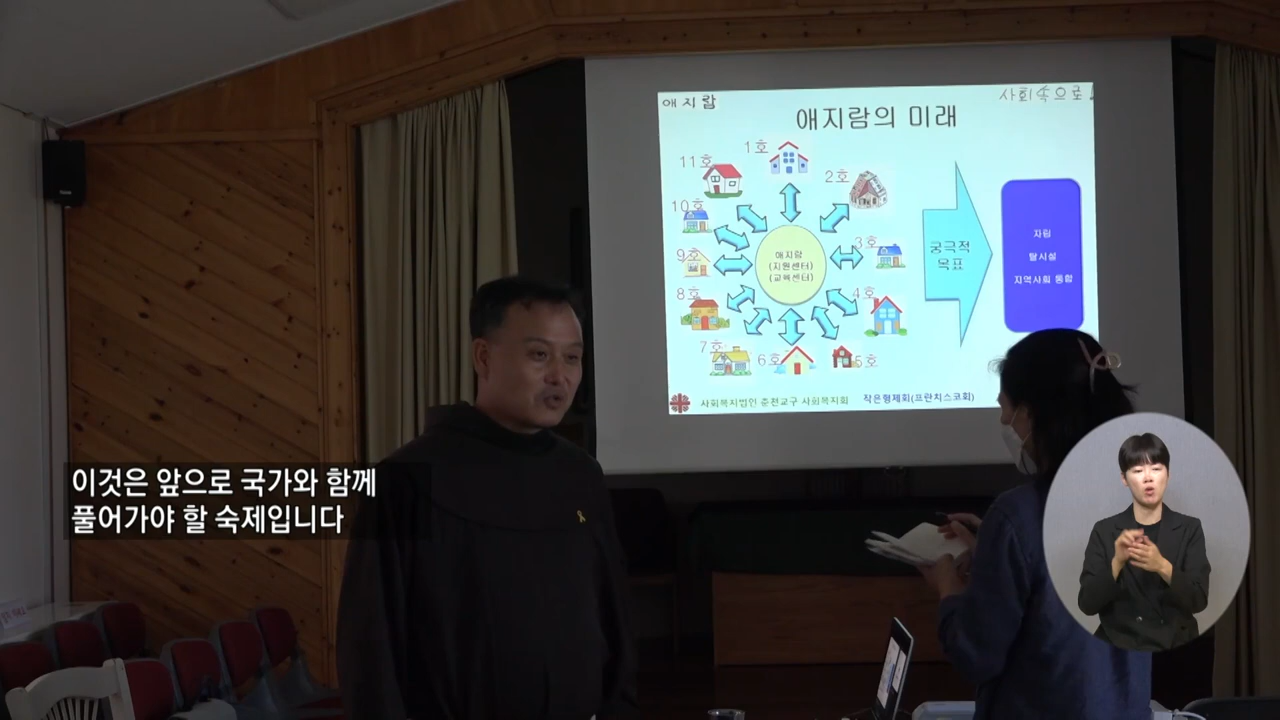 애지람
사회속으로!
애지람의 미래
1호
2호
3호
4호
5호
6호
7호
8호
9호
10호
11호
애지람
(지원센터)
(교육센터)
궁극적
목표
자립
탈시설
지역사회 통합
사회복지법인 춘천교구 사회복지회
작은형제회(프란치스코회)
이것은 앞으로 국가와 함께
풀어가야 할 숙제입니다